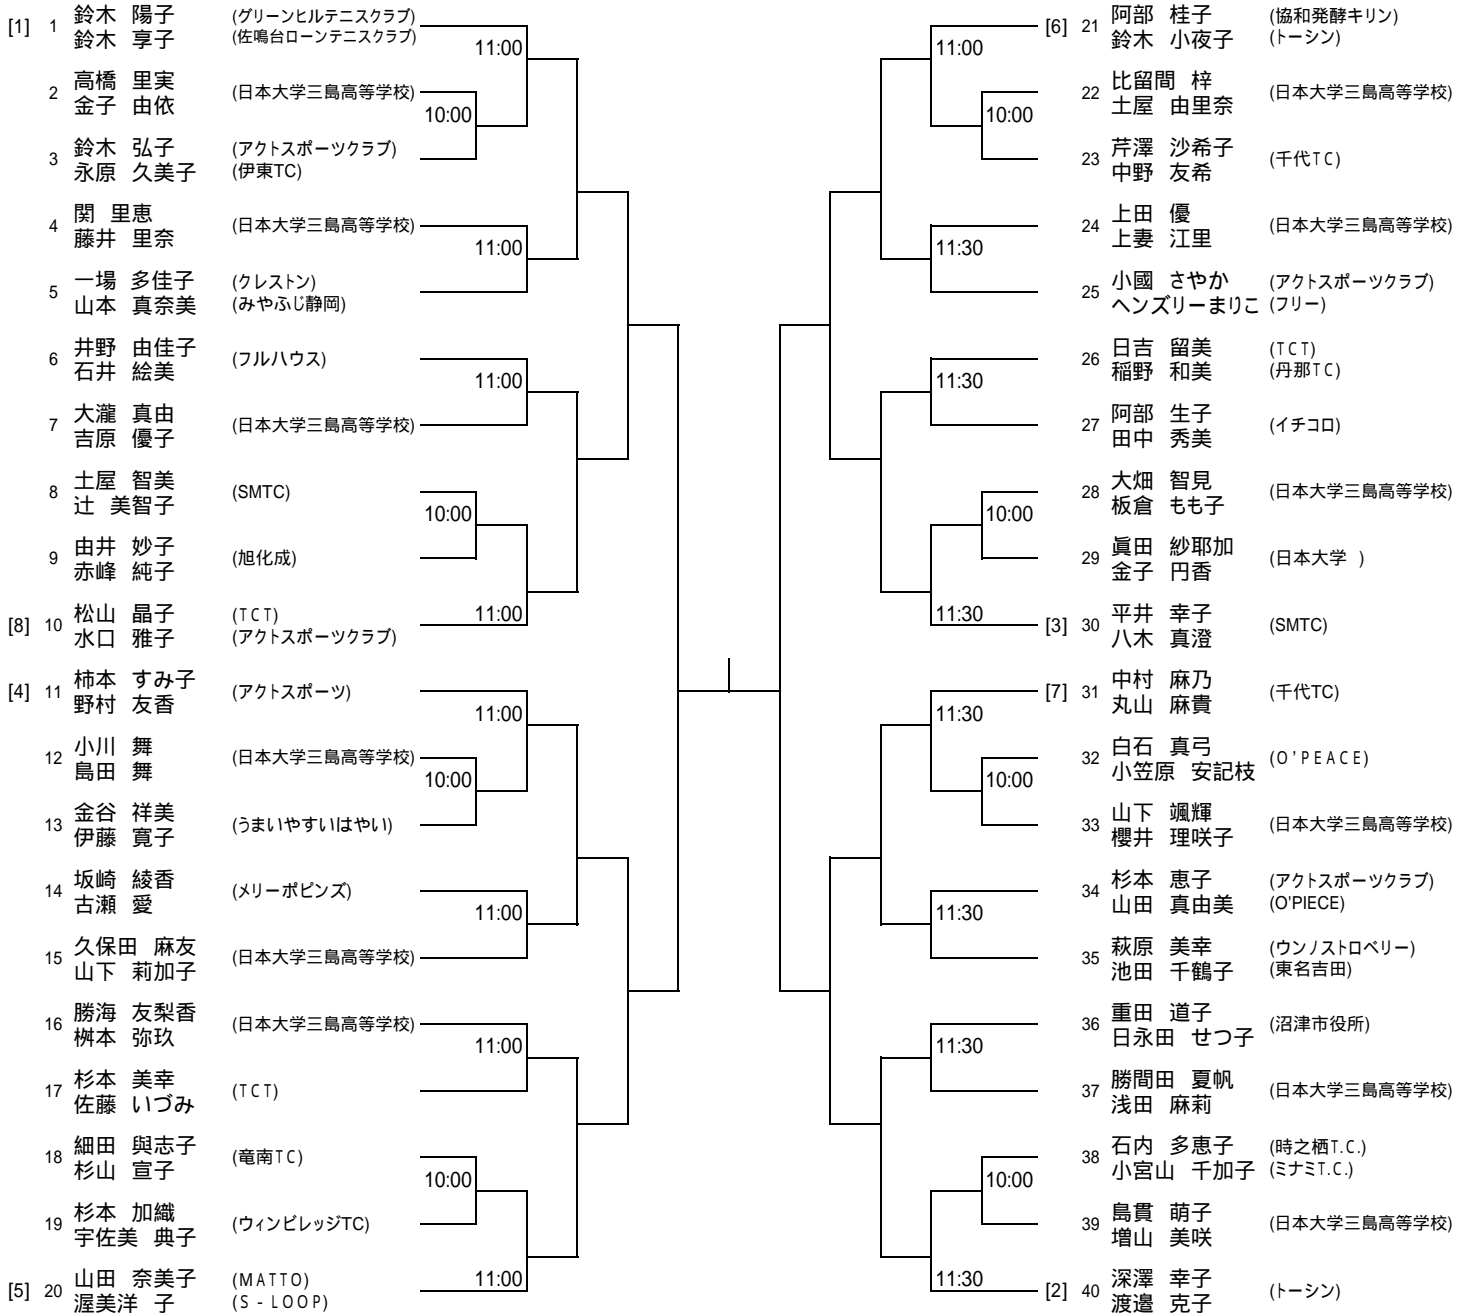 [1] 1 鈴木 陽子 (グリーンヒルテニスクラブ)
鈴木 享子 (佐鳴台ローンテニスクラブ)
11:00
2 高橋 里実 (日本大学三島高等学校)
金子 由依
10:00
3 鈴木 弘子 (アクトスポーツクラブ)
永原 久美子 (伊東TC)
4 関 里恵 (日本大学三島高等学校)
藤井 里奈
11:00
5 一場 多佳子 (クレストン)
山本 真奈美 (みやふじ静岡)
6 井野 由佳子 (フルハウス)
石井 絵美
11:00
7 大瀧 真由 (日本大学三島高等学校)
吉原 優子
8 土屋 智美 (SMTC)
辻 美智子
10:00
9 由井 妙子 (旭化成)
赤峰 純子
[8] 10 松山 晶子 (TCT)
水口 雅子 (アクトスポーツクラブ)
11:00
[4] 11 柿本 すみ子 (アクトスポーツ)
野村 友香
11:00
12 小川 舞 (日本大学三島高等学校)
島田 舞
10:00
13 金谷 祥美 (うまいやすいはやい)
伊藤 寛子
14 坂崎 綾香 (メリーポピンズ)
古瀬 愛
11:00
15 久保田 麻友 (日本大学三島高等学校)
山下 莉加子
16 勝海 友梨香 (日本大学三島高等学校)
桝本 弥玖
11:00
17 杉本 美幸 (TCT)
佐藤 いづみ
18 細田 與志子 (竜南TC)
杉山 宣子
10:00
19 杉本 加織 (ウィンビレッジTC)
宇佐美 典子
[5] 20 山田 奈美子 (MATTO)
渥美洋 子 (S-LOOP)
11:00
[6] 21 阿部 桂子 (協和発酵キリン)
鈴木 小夜子 (トーシン)
11:00
22 比留間 梓 (日本大学三島高等学校)
土屋 由里奈
10:00
23 芹澤 沙希子 (千代TC)
中野 友希
24 上田 優 (日本大学三島高等学校)
上妻 江里
11:30
25 小國 さやか (アクトスポーツクラブ)
ヘンズリーまりこ (フリー)
26 日吉 留美 (TCT)
稲野 和美 (丹那TC)
11:30
27 阿部 生子 (イチコロ)
田中 秀美
28 大畑 智見 (日本大学三島高等学校)
板倉 もも子
10:00
29 眞田 紗耶加 (日本大学 )
金子 円香
[3] 30 平井 幸子 (SMTC)
八木 真澄
11:30
[7] 31 中村 麻乃 (千代TC)
丸山 麻貴
11:30
32 白石 真弓 (O'PEACE)
小笠原 安記枝
10:00
33 山下 颯輝 (日本大学三島高等学校)
櫻井 理咲子
34 杉本 恵子 (アクトスポーツクラブ)
山田 真由美 (O'PIECE)
11:30
35 萩原 美幸 (ウンノストロベリー)
池田 千鶴子 (東名吉田)
36 重田 道子 (沼津市役所)
日永田 せつ子
11:30
37 勝間田 夏帆 (日本大学三島高等学校)
浅田 麻莉
38 石内 多恵子 (時之栖T.C.)
小宮山 千加子 (ミナミT.C.)
10:00
39 島貫 萌子 (日本大学三島高等学校)
増山 美咲
[2] 40 深澤 幸子 (トーシン)
渡邉 克子
11:30